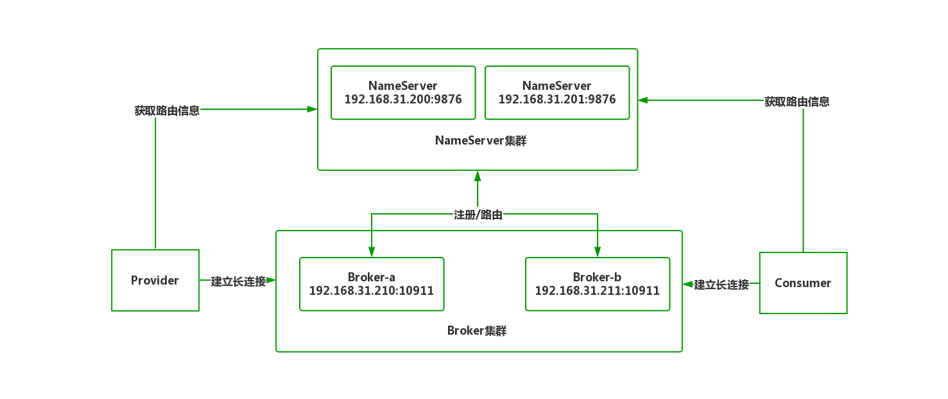 NameServer
192.168.31.200:9876
NameServer
192.168.31.201:9876
NameServer集群
获取路由信息
获取路由信息
注册/路由
Provider
建立长连接
Broker-a
192.168.31.210:10911
Broker-b
192.168.31.211:10911
Broker集群
建立长连接
Consumer